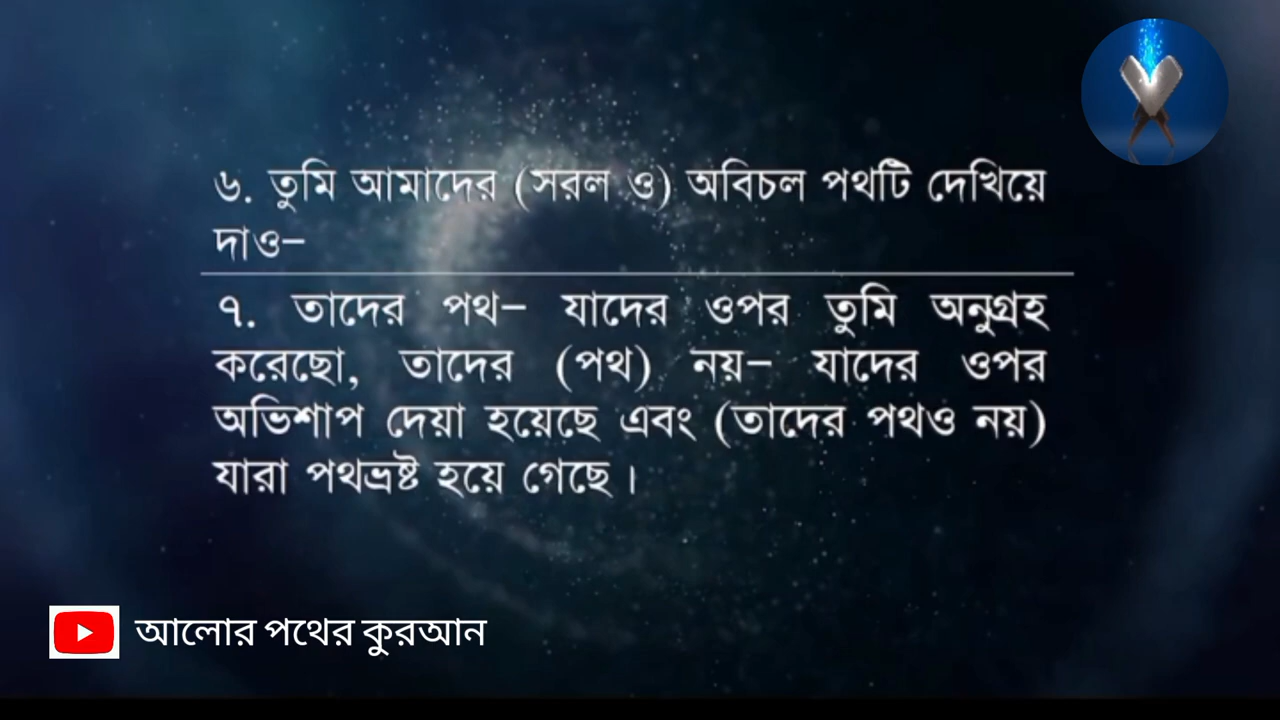 ৬. তুমি আমাদের (সরল ও) অবিচল পথটি দেখিয়ে
দাও–
৭. তাদের পথ– যাদের ওপর তুমি অনুগ্রহ
করেছো, তাদের (পথ) নয়– যাদের ওপর
অভিশাপ দেয়া হয়েছে এবং (তাদের পথও নয়)
যারা পথভ্রষ্ট হয়ে গেছে।
আলোর পথের কুরআন